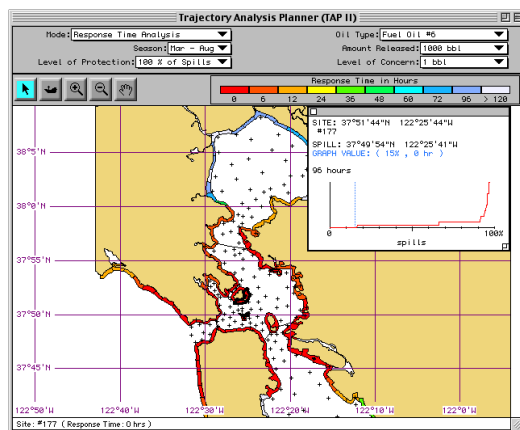 Trajectory Analysis Planner (TAP II)
Mode: Response Time Analysis
Oil Type: Fuel Oil #6
Season: Mar - Aug
Amount Released: 1000 bbl
Level of Protection: 100 % of Spills
Level of Concern: 1 bbl
Response Time in Hours
0 6 12 24 36 48 60 72 96 > 120
SITE: 37°51'44"N 122°25'44"W
#177
SPILL: 37°49'54"N 122°25'41"W
GRAPH VALUE: ( 15% , 0 hr )
96 hours
0
100%
spills
38°5' N
38°0' N
37°55' N
37°50' N
37°45' N
122°50'W 122°40'W 122°30'W 122°20'W 122°10'W 122°0'W
Site: #177 ( Response Time: 0 hrs )